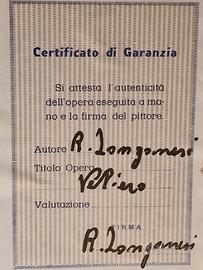 Certificato di Garanzia
Si attesta l'autenticità
dell'opera eseguita a ma-
no e la firma del pittore
Autore R. Longanesi
Titolo Opera
Valutazione
FIRMA
R. Longanesi